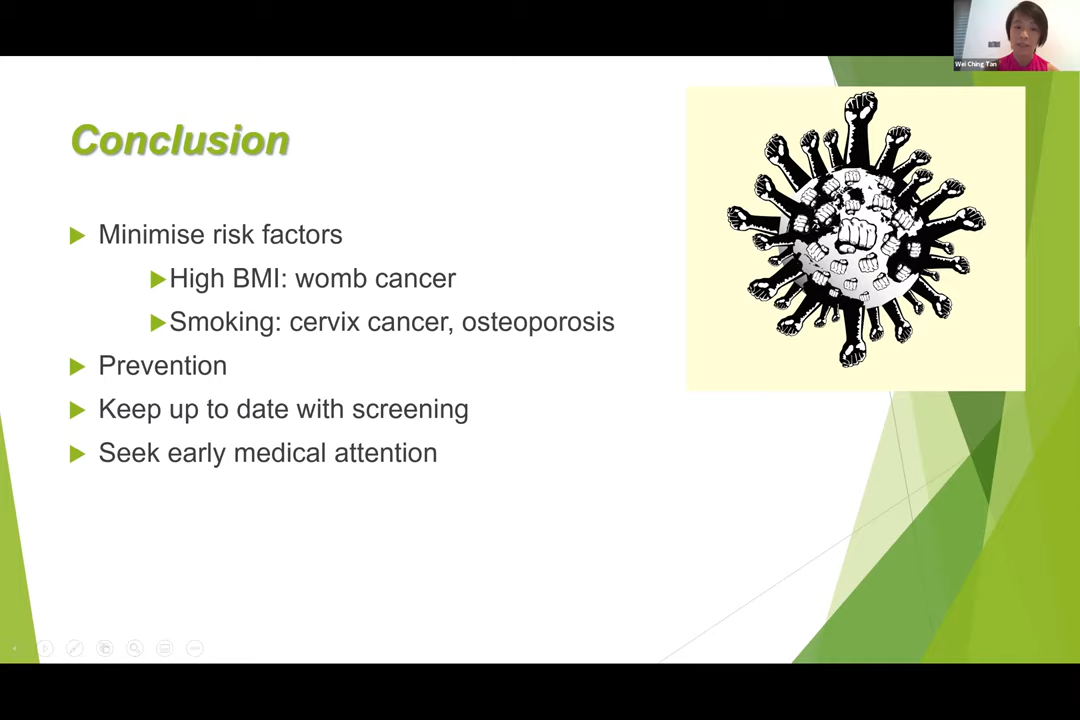 Wei Ching Tan
Conclusion
Minimise risk factors
High BMI: womb cancer
Smoking: cervix cancer, osteoporosis
Prevention
Keep up to date with screening
Seek early medical attention